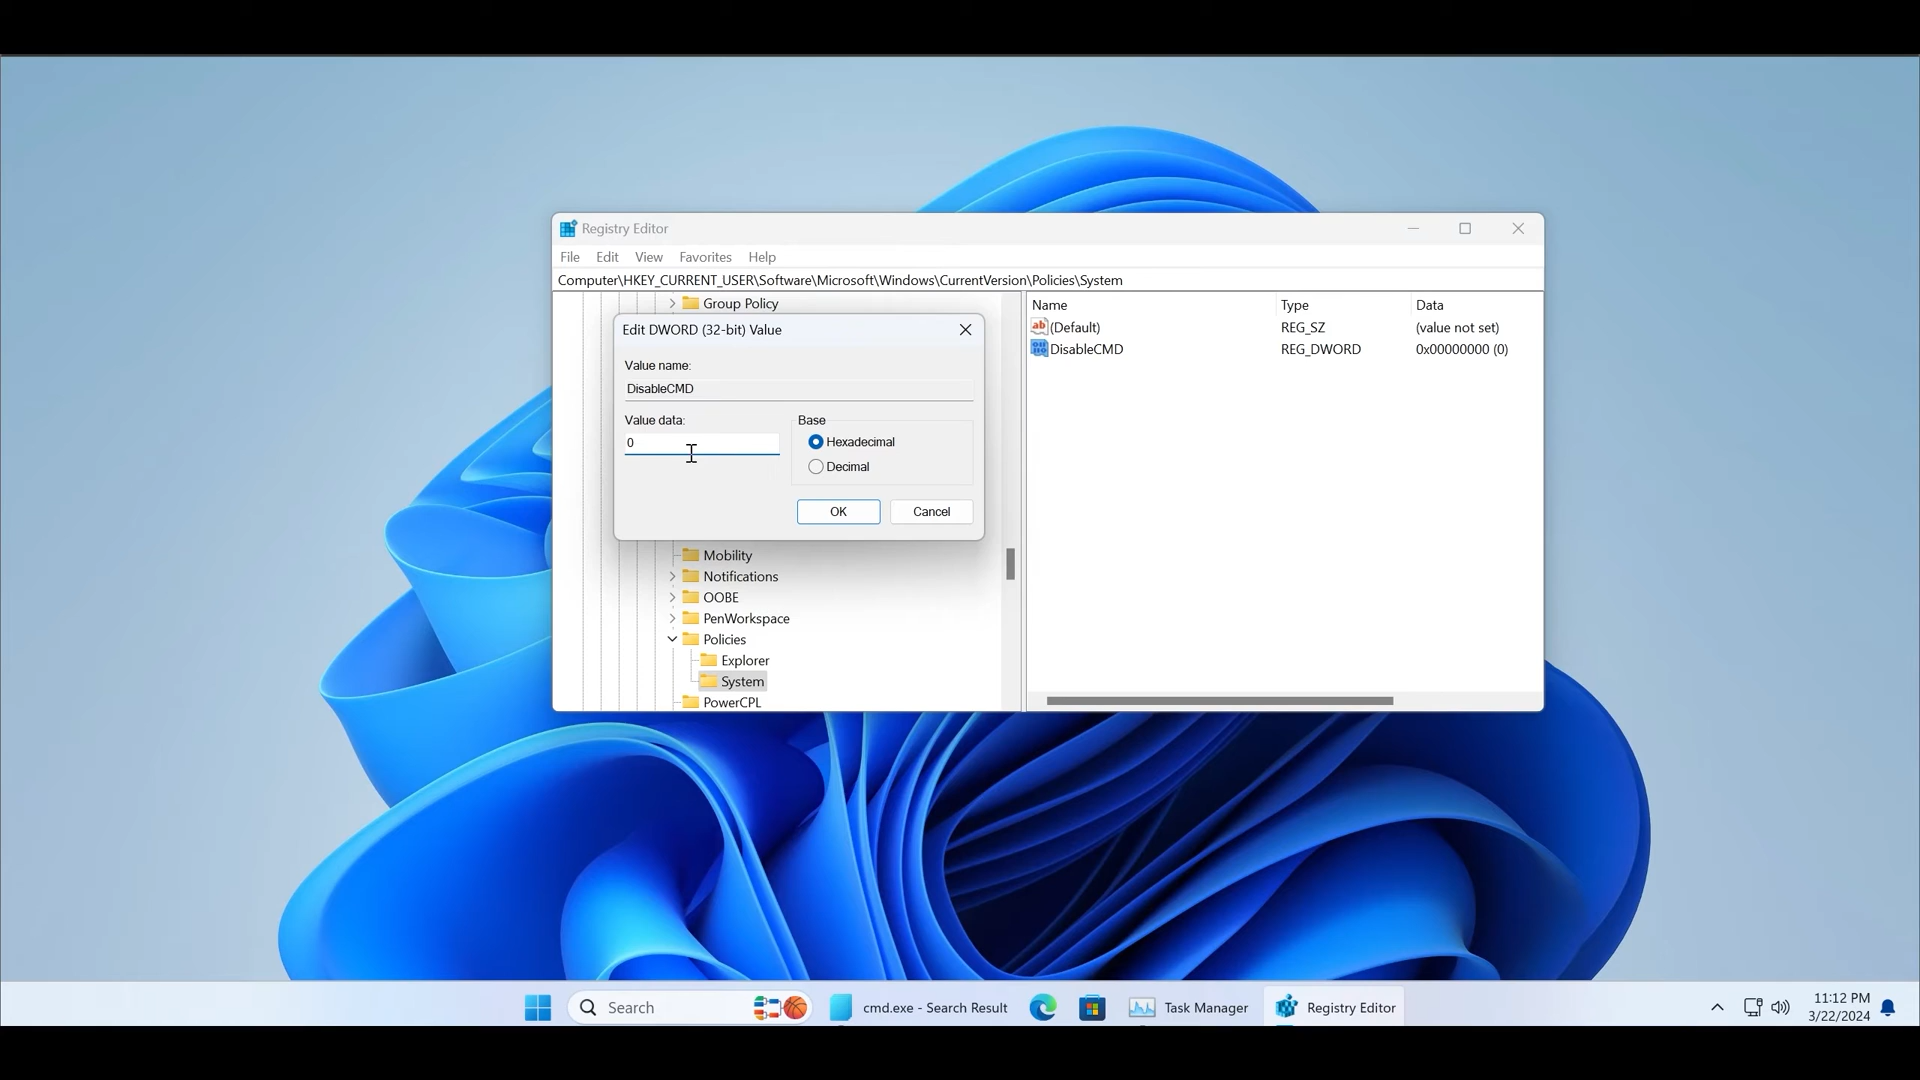 Registry Editor
File Edit View Favorites Help
Computer\HKEY_CURRENT_USER\Software\Microsoft\Windows\CurrentVersion\Policies\System
Group Policy
Edit DWORD (32-bit) Value
Value name:
DisableCMD
Value data:
0
Base
Hexadecimal
Decimal
OK Cancel
Mobility
Notifications
OOBE
PenWorkspace
Policies
Explorer
System
PowerCPL
Name Type Data
ab (Default) REG_SZ (value not set)
DisableCMD REG_DWORD 0x00000000 (0)
Search
cmd.exe - Search Result
Task Manager
Registry Editor
11:12 PM
3/22/2024